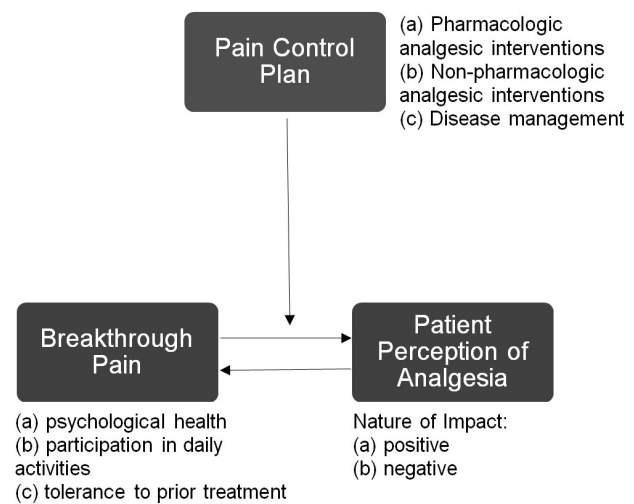 Pain Control
Plan
(a) Pharmacologic
analgesic interventions
(b) Non-pharmacologic
analgesic interventions
(c) Disease management
Breakthrough
Pain
(a) psychological health
(b) participation in daily
activities
(c) tolerance to prior treatment
Patient
Perception of
Analgesia
Nature of Impact:
(a) positive
(b) negative